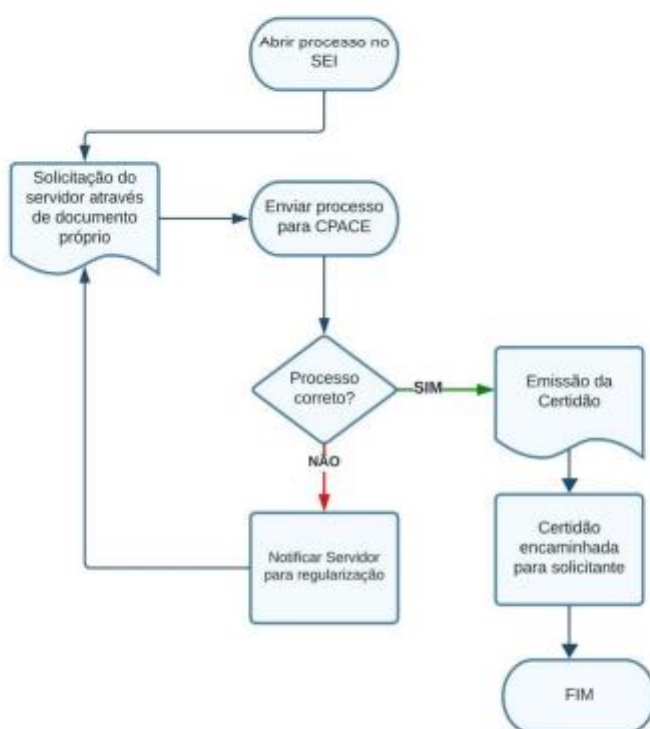 Abrir processo no
SEI
Solicitação do
servidor através
de documento
próprio
Enviar processo
para CPACE
Processo
correto?
SIM
Emissão da
Certidão
NÃO
Notificar Servidor
para regularização
Certidão
encaminhada
para solicitante
FIM